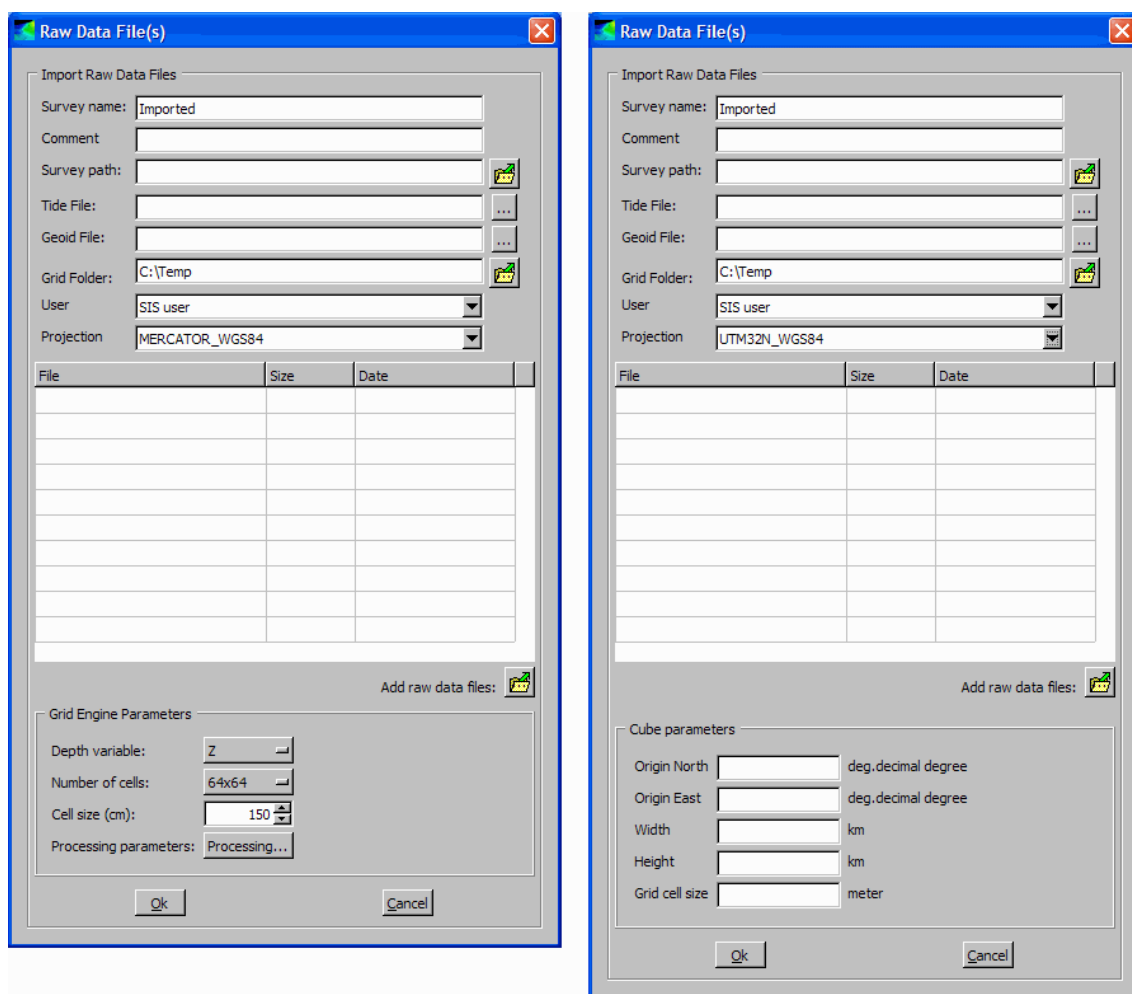 Raw Data File(s)
Import Raw Data Files
Survey name: Imported
Comment
Survey path:
Tide File: ...
Geoid File: ...
Grid Folder: C:\Temp
User SIS user
Projection MERCATOR_WGS84
File Size Date
Add raw data files:
Grid Engine Parameters
Depth variable: Z
Number of cells: 64x64
Cell size (cm): 150
Processing parameters: Processing...
Ok Cancel
Raw Data File(s)
Import Raw Data Files
Survey name: Imported
Comment
Survey path:
Tide File: ...
Geoid File: ...
Grid Folder: C:\Temp
User SIS user
Projection UTM32N_WGS84
File Size Date
Add raw data files:
Cube parameters
Origin North deg.decimal degree
Origin East deg.decimal degree
Width km
Height km
Grid cell size meter
Ok Cancel